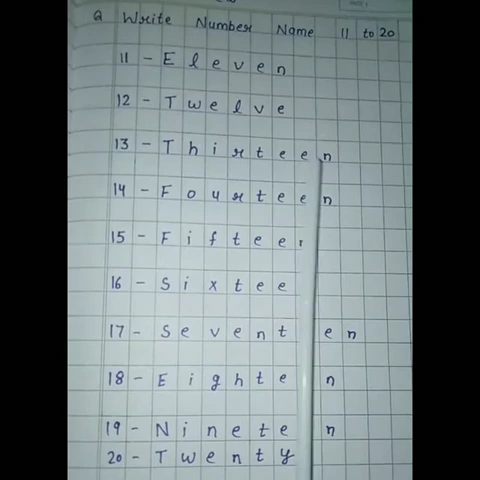 Q Write Number Name 11 to 20
11 - Eleven
12 - Twelve
13 - Thirteen
14 - Fourteen
15 - Fifteen
16 - Sixtee
17 - Sevent en
18 - Eighte n
19 - Ninete n
20 - Twenty